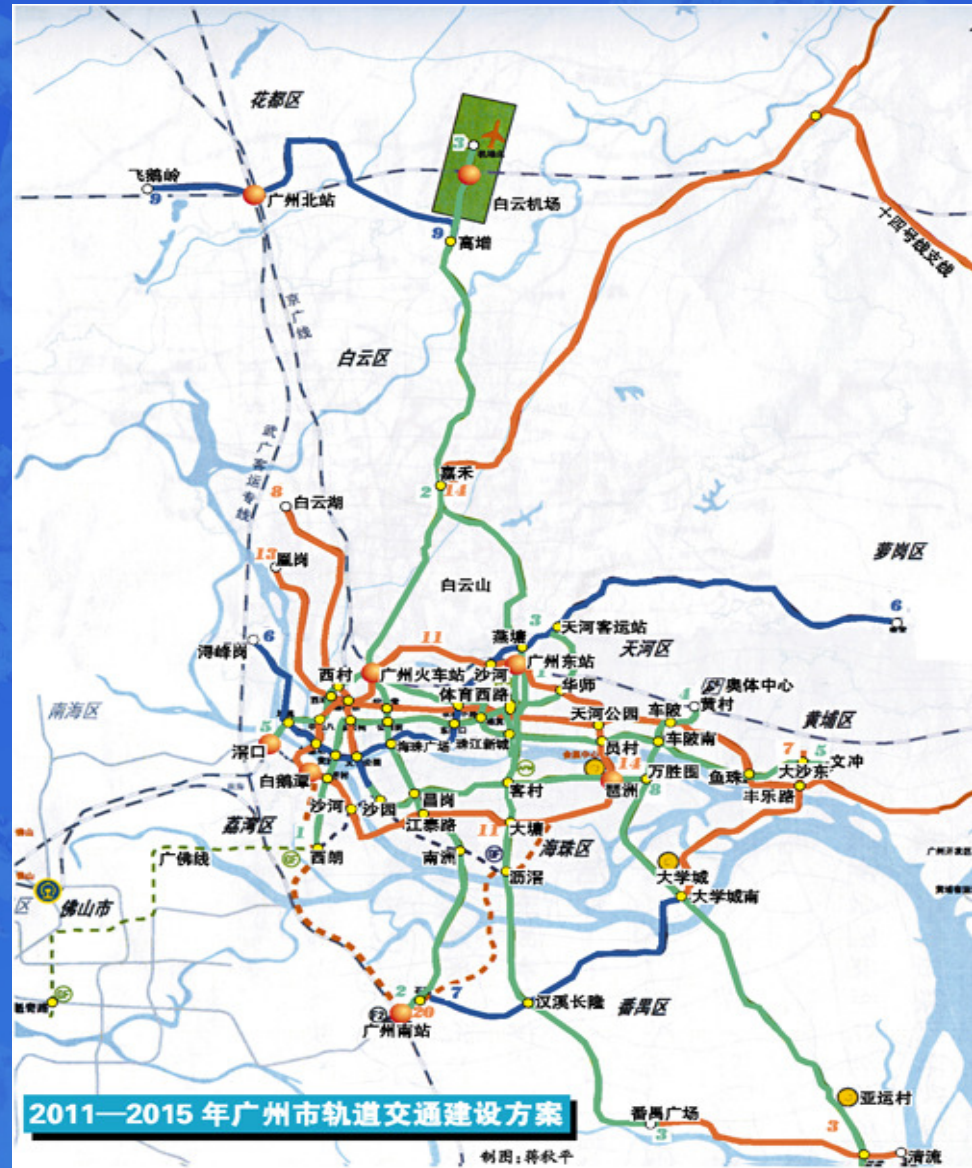 花都区
3
飞鹅岭
9
广州北站
白云机场
9
高增
十四号线支线
京广线
白云区
武广客运专线
嘉禾
2
14
8
白云湖
13
凰岗
萝岗区
白云山
6
浔峰岗
6
3
天河客运站
燕塘
天河区
11
沙河
广州东站
1
西村
广州火车站
华师
奥体中心
体育西路
4
黄村
南海区
天河公园
车陂
黄埔区
5
滘口
海珠广场
珠江新城
员村
车陂南
7
5
文冲
白鹅潭
14
琶洲
万胜围
8
鱼珠
大沙东
丰乐路
客村
沙河
沙园
昌岗
荔湾区
江泰路
11
大塘
海珠区
1
广佛线
西朗
南洲
沥滘
大学城
大学城南
佛山市
区
2
7
20
广州南站
汉溪长隆
番禺区
亚运村
番禺广场
3
3
清流
2011—2015 年广州市轨道交通建设方案
制图:蒋秋平